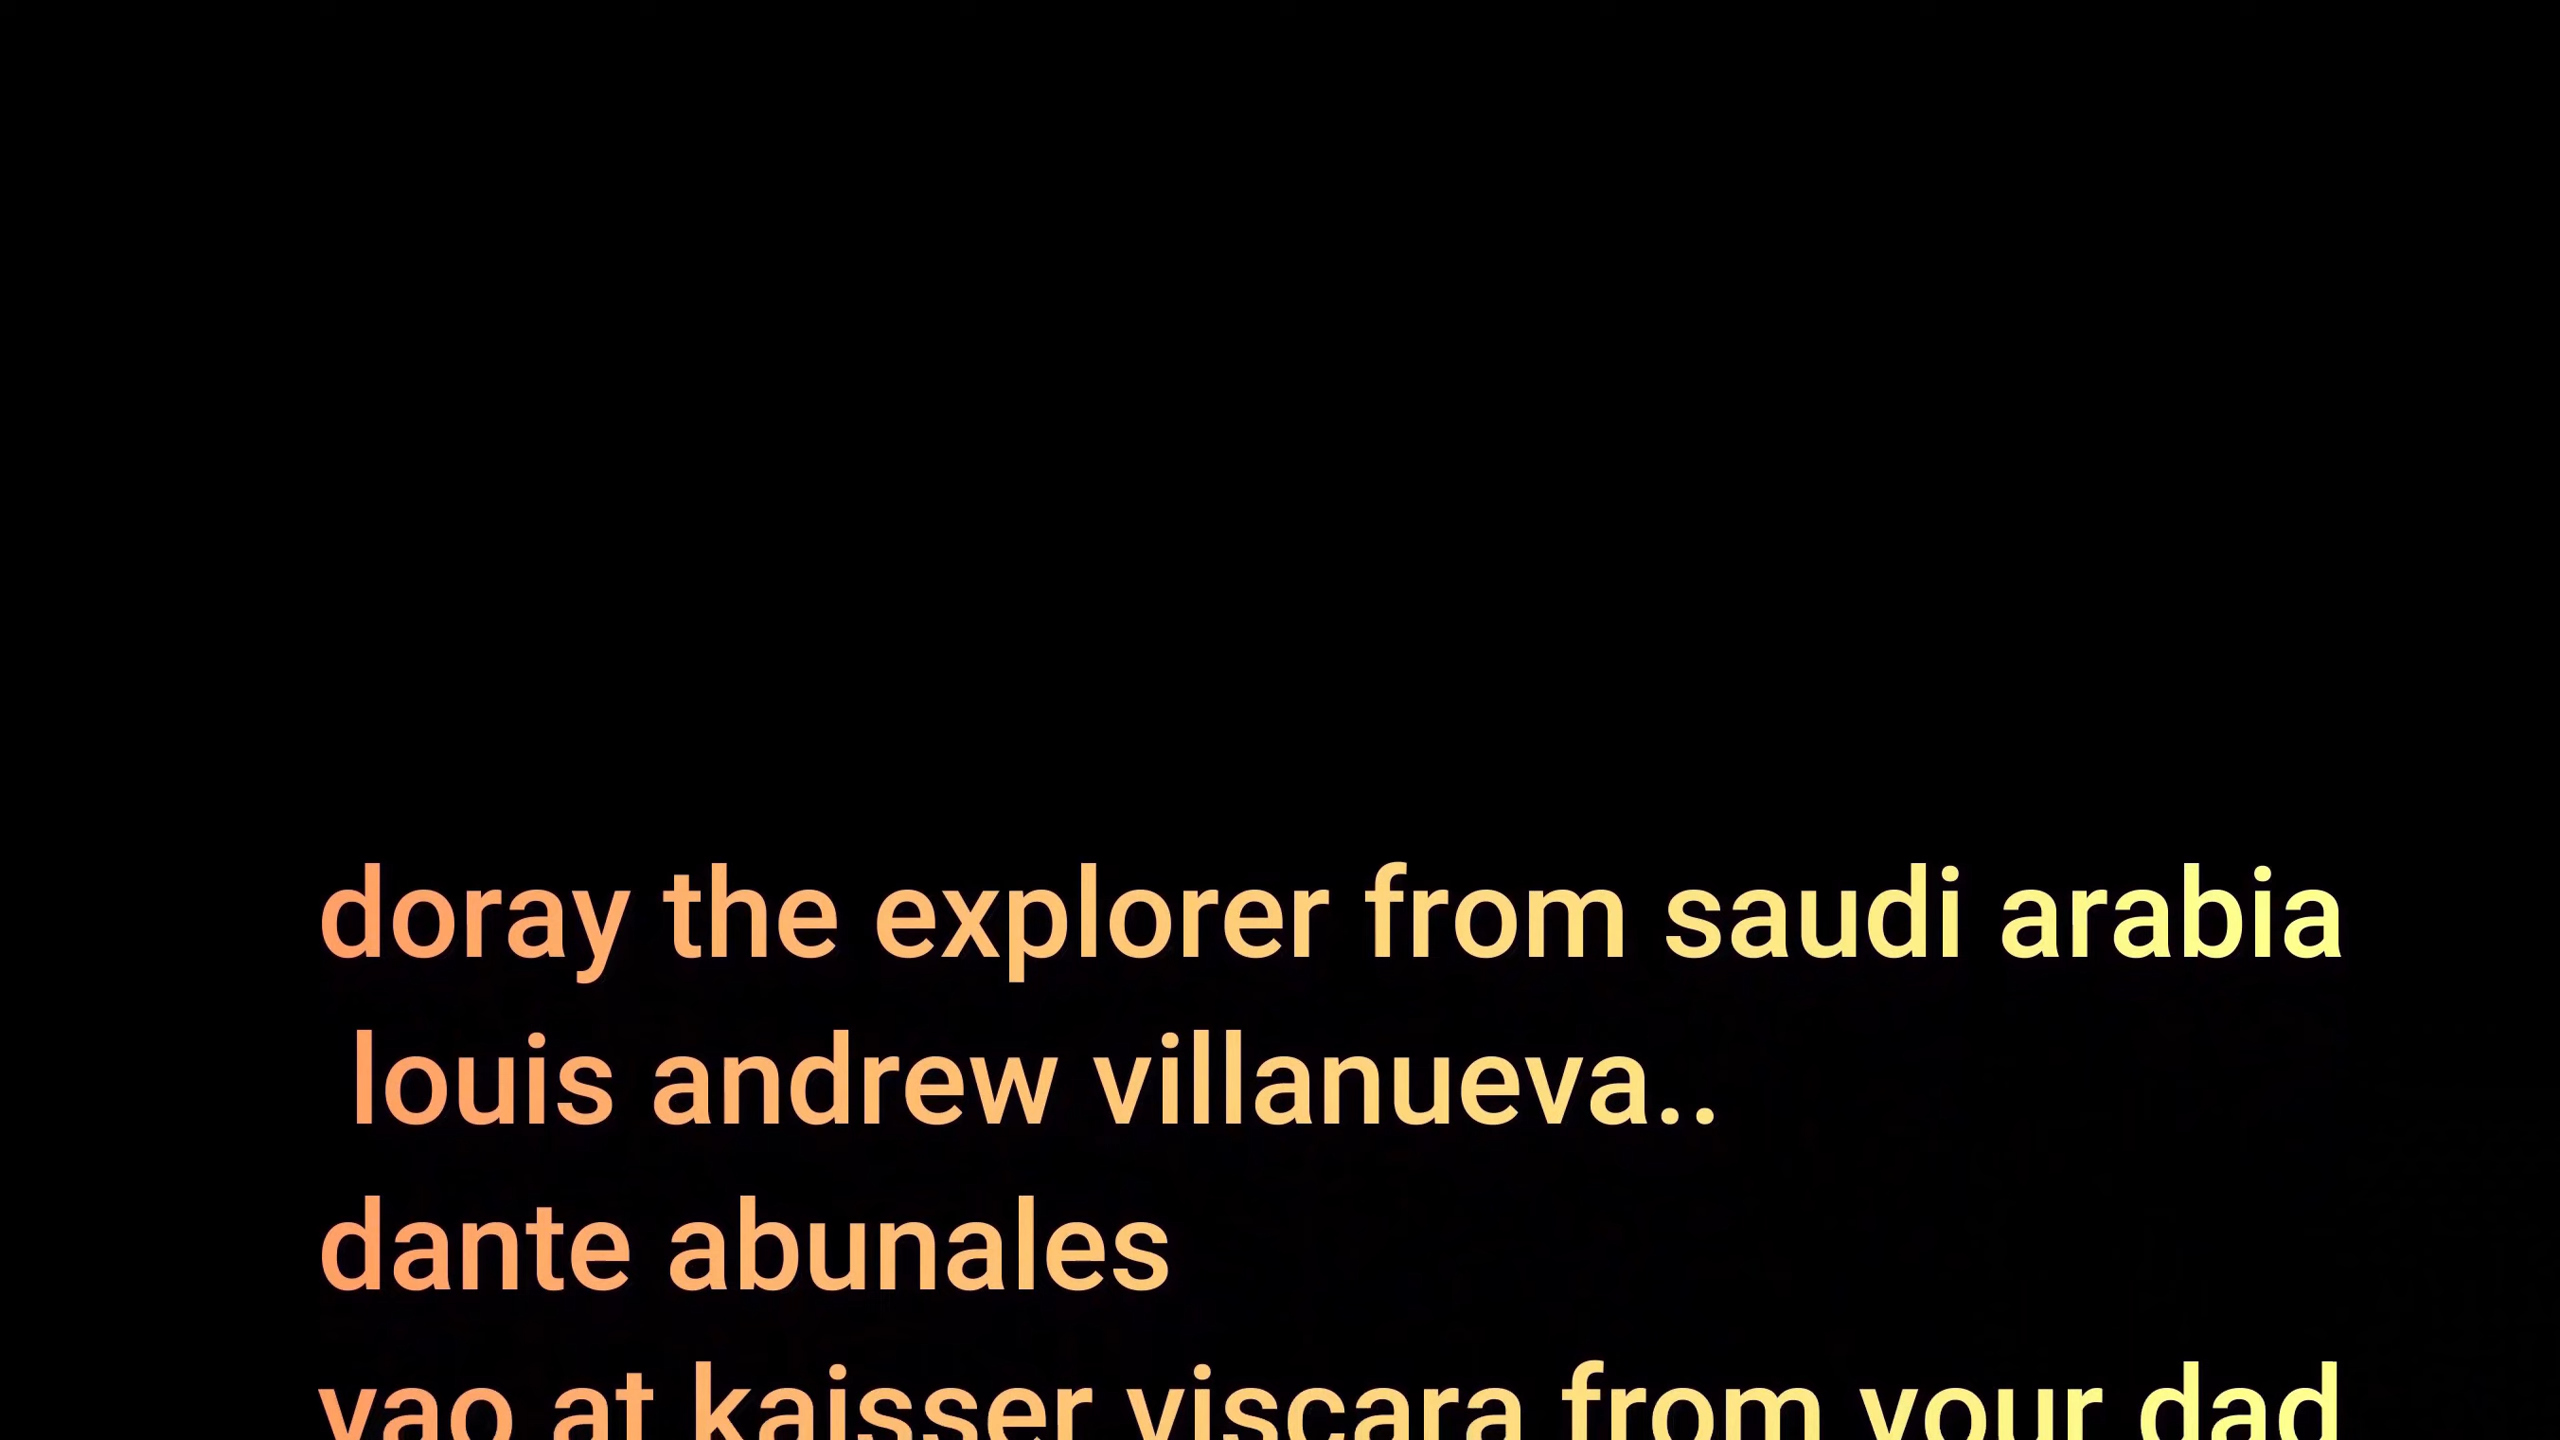 doray the explorer from saudi arabia
louis andrew villanueva..
dante abunales
yao at kaisser viscara from your dad